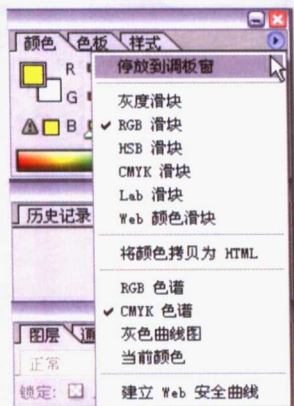 颜色 色板 样式
停放到调板窗
R
G
B
灰度滑块
RGB 滑块
HSB 滑块
CMYK 滑块
Lab 滑块
Web 颜色滑块
历史记录
将颜色拷贝为 HTML
RGB 色谱
CMYK 色谱
灰色曲线图
当前颜色
图层 通
正常
锁定:
建立 Web 安全曲线